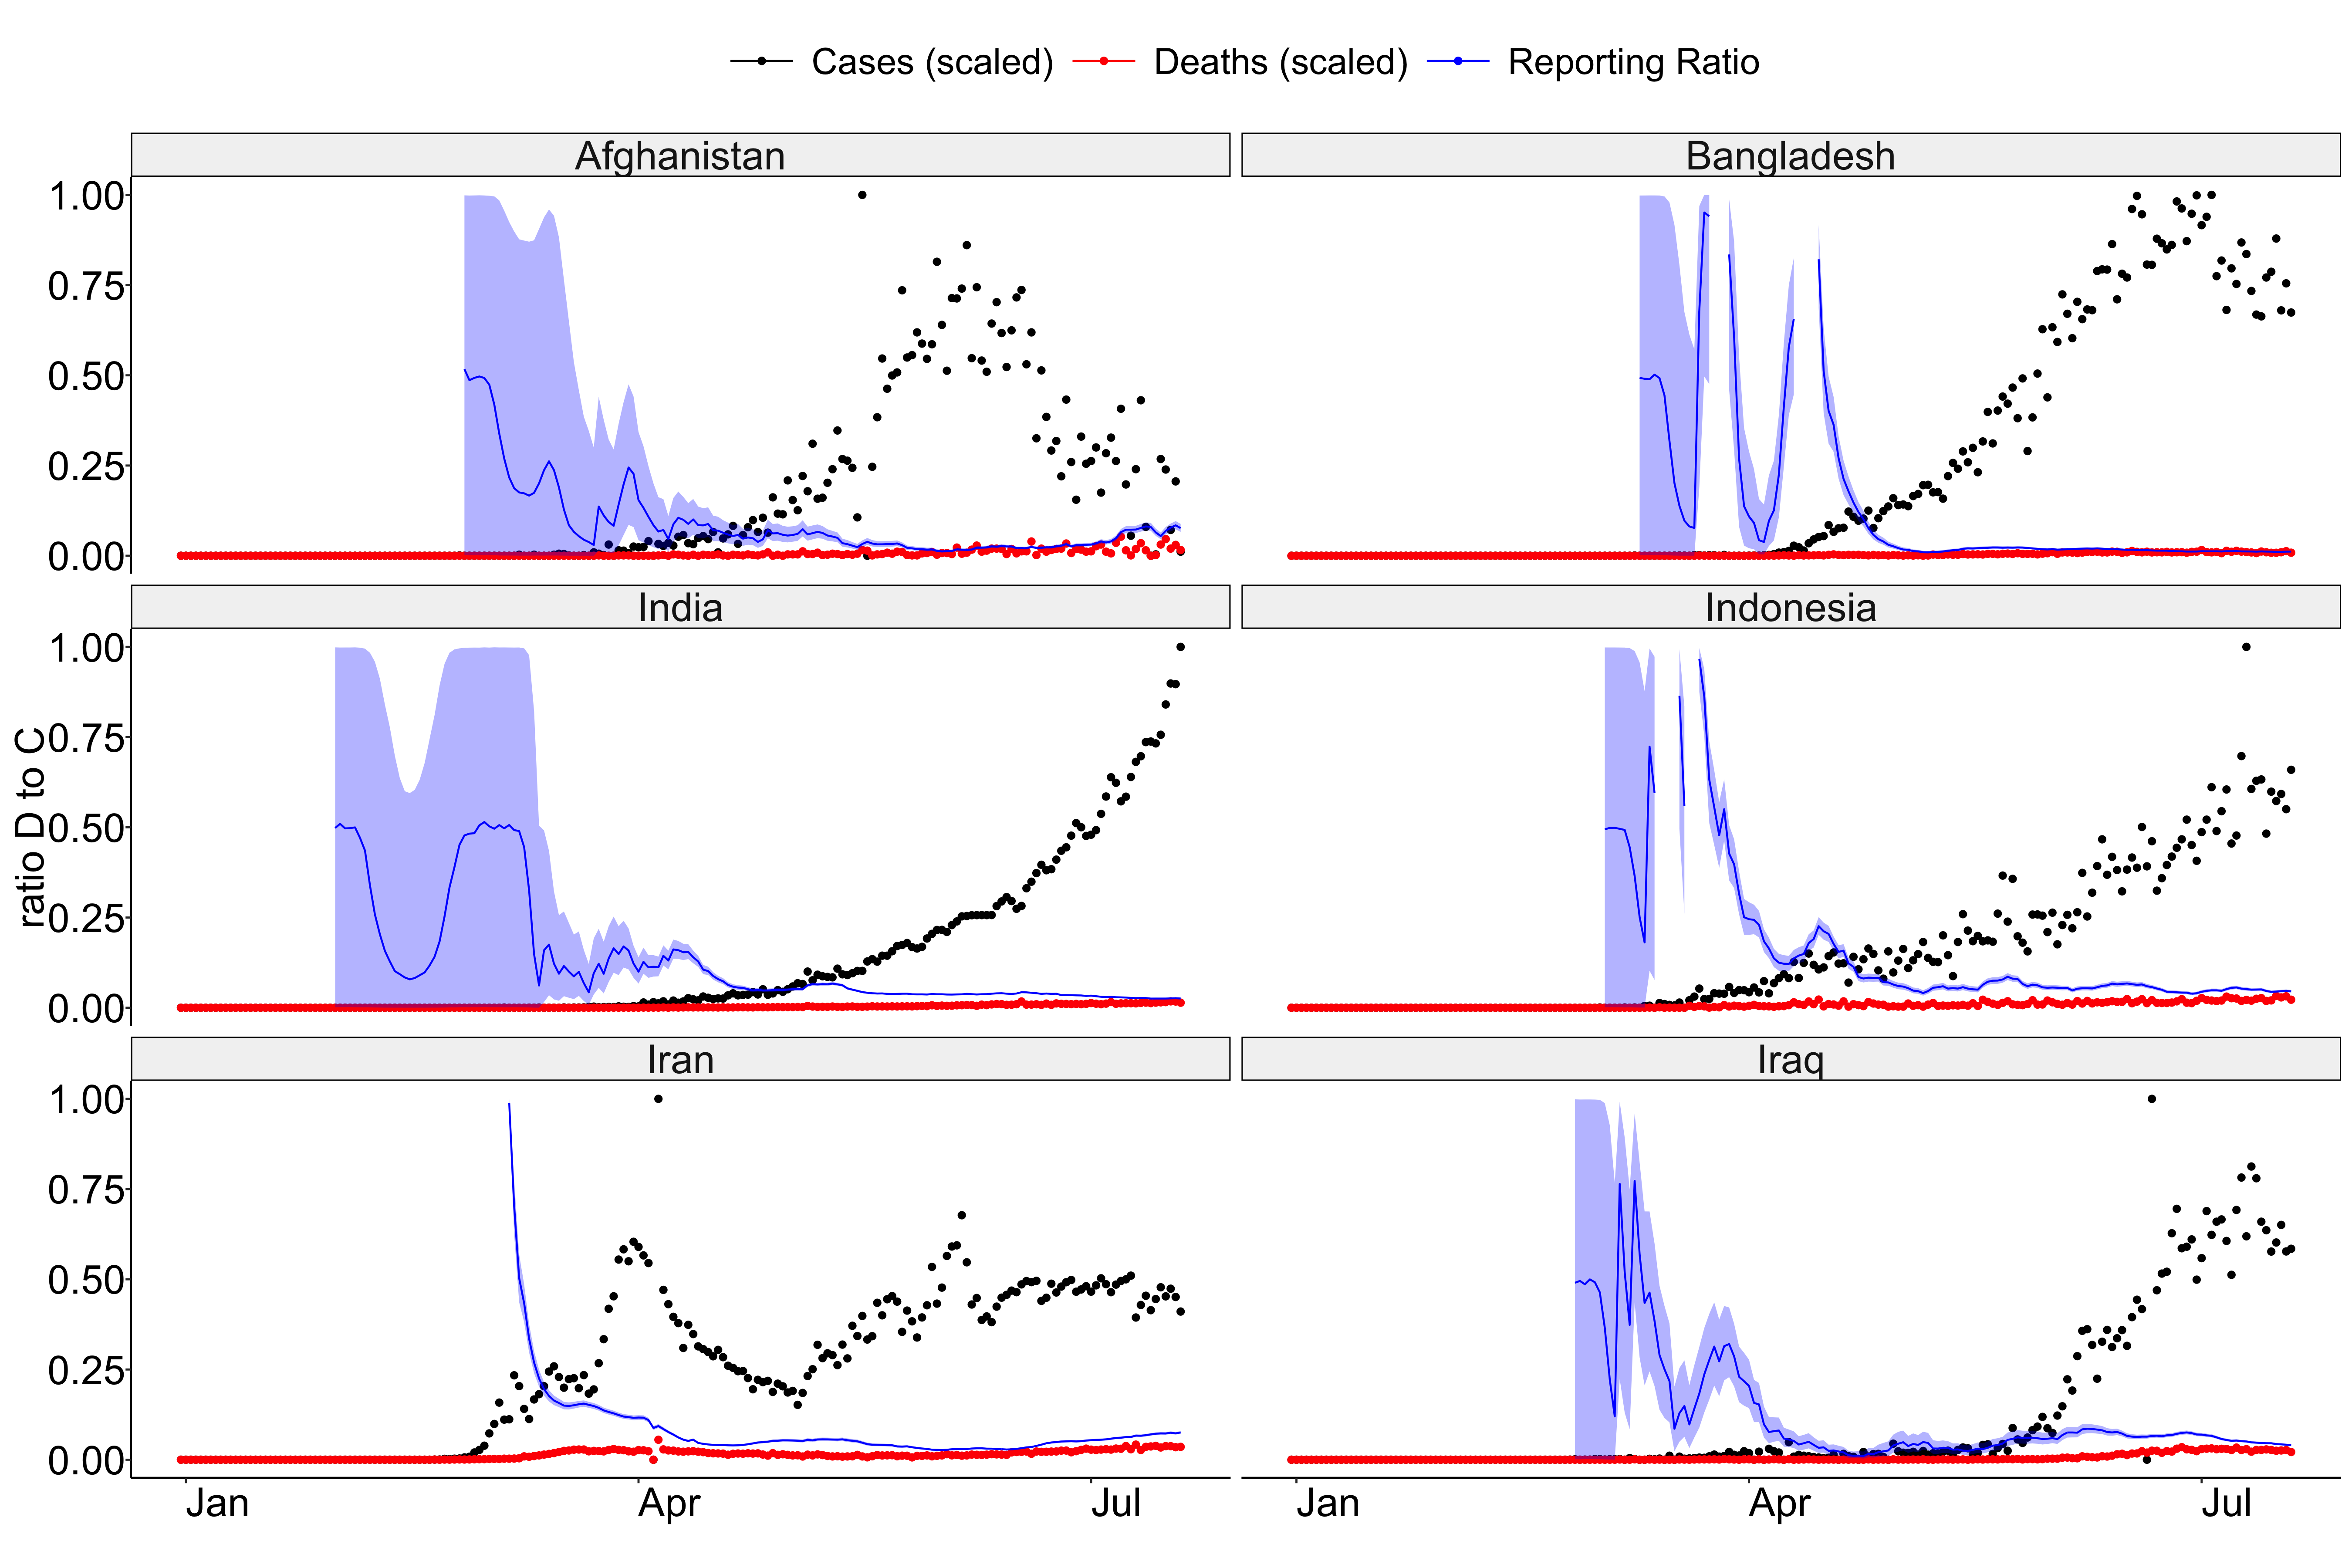 Cases (scaled) Deaths (scaled) Reporting Ratio
Afghanistan Bangladesh
1.00
0.75
0.50
0.25
0.00
India Indonesia
1.00
0.75
0.50
0.25
0.00
ratio D to C
Iran Iraq
1.00
0.75
0.50
0.25
0.00
Jan Apr Jul Jan Apr Jul